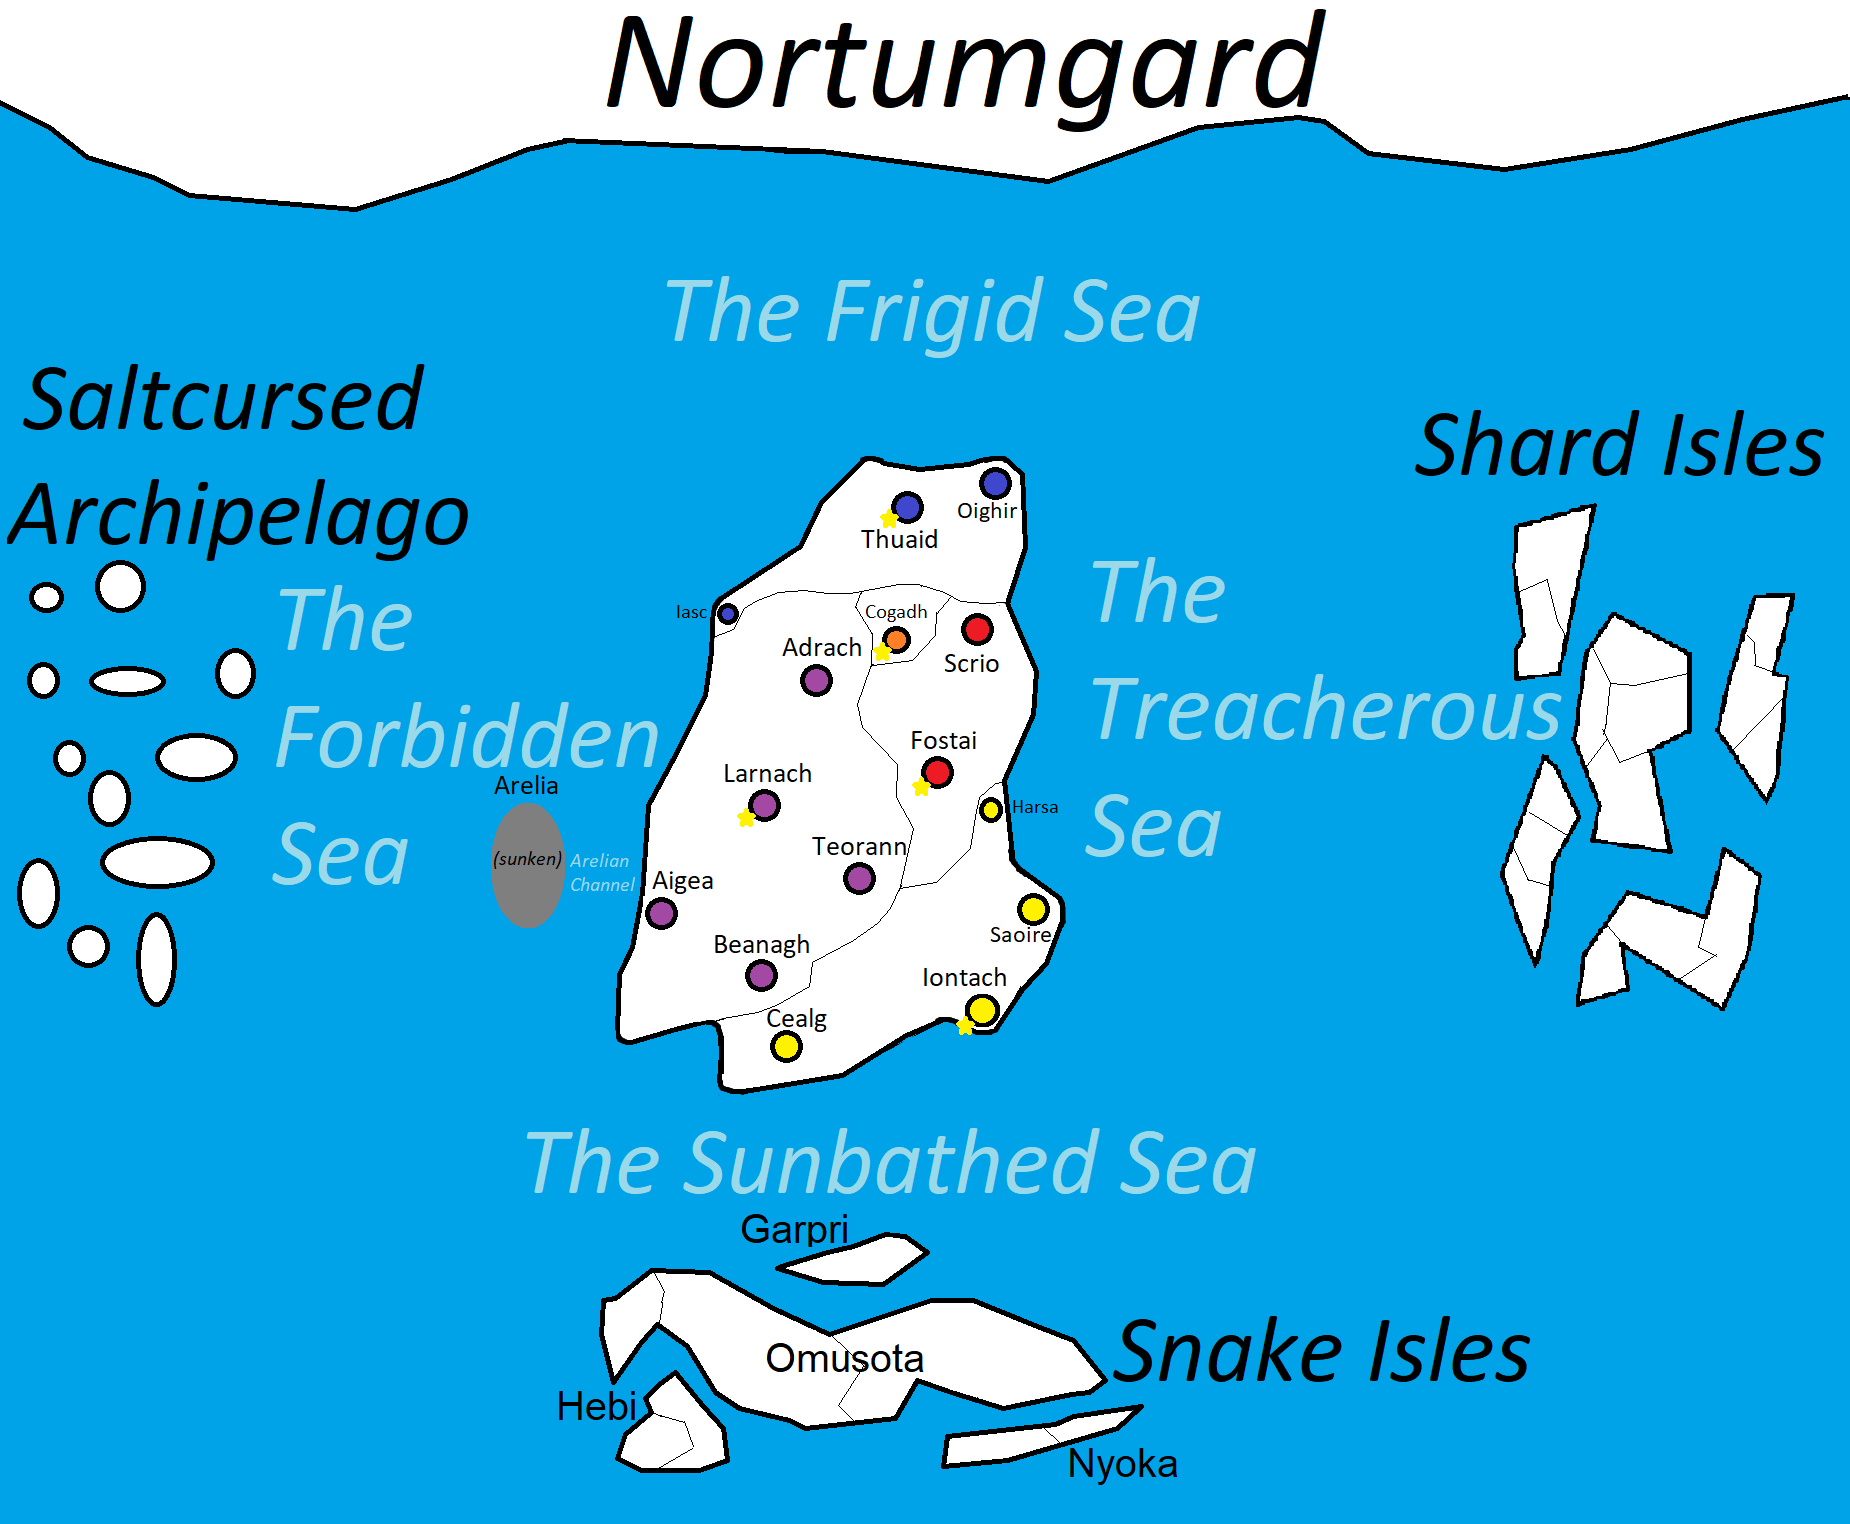 Nortumgard
The Frigid Sea
Saltcursed
Archipelago
Shard Isles
The
Forbidden
Sea
The
Treacherous
Sea
Oighir
Thuaid
Iasc
Cogadh
Adrach
Scrio
Fostai
Larnach
Arelia
(sunken)
Arelian
Channel
Harsa
Teorann
Aigea
Saoire
Beanagh
Iontach
Cealg
The Sunbathed Sea
Garpri
Omusota
Snake Isles
Hebi
Nyoka